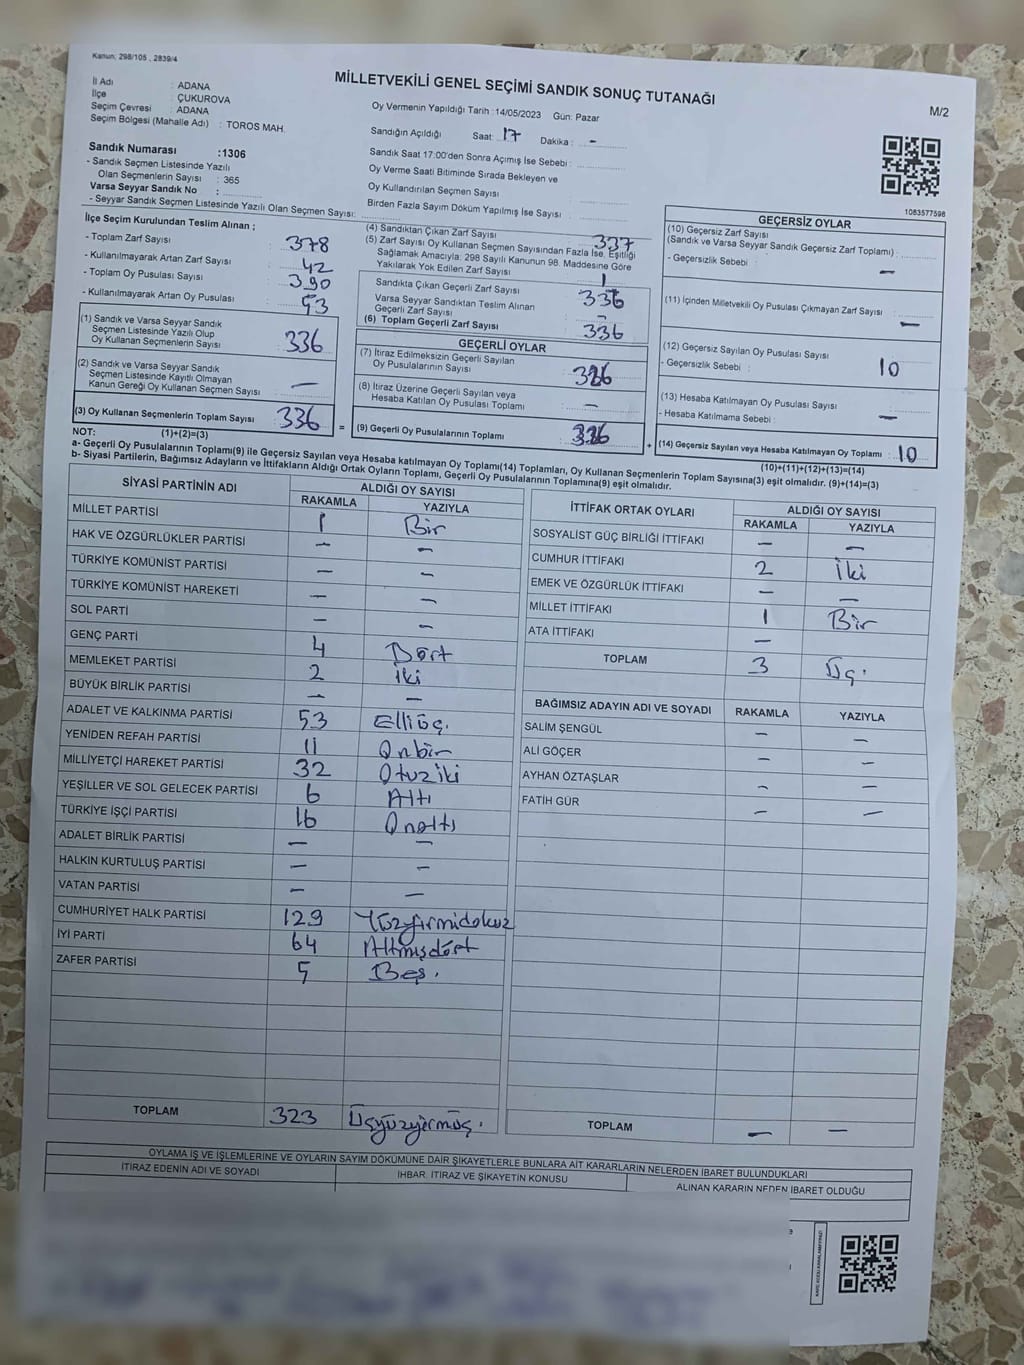 Kanun; 298/105 , 2839/4
MİLLETVEKİLİ GENEL SEÇİMİ SANDIK SONUÇ TUTANAĞI
M/2
İl Adı : ADANA
İlçe : ÇUKUROVA
Seçim Çevresi : ADANA
Seçim Bölgesi (Mahalle Adı) : TOROS MAH.
Oy Vermenin Yapıldığı Tarih :14/05/2023 Gün: Pazar
Sandığın Açıldığı Saat: 17 Dakika : -
Sandık Saat 17:00'den Sonra Açımış İse Sebebi :
Oy Verme Saati Bitiminde Sırada Bekleyen ve
Oy Kullandırılan Seçmen Sayısı :
Birden Fazla Sayım Döküm Yapılmış İse Sayısı :
Sandık Numarası :1306
- Sandık Seçmen Listesinde Yazılı
Olan Seçmenlerin Sayısı : 365
Varsa Seyyar Sandık No :
- Seyyar Sandık Seçmen Listesinde Yazılı Olan Seçmen Sayısı:
1083577598
İlçe Seçim Kurulundan Teslim Alınan ;
- Toplam Zarf Sayısı : 378
- Kullanılmayarak Artan Zarf Sayısı : 42
- Toplam Oy Pusulası Sayısı : 390
- Kullanılmayarak Artan Oy Pusulası : 53
(1) Sandık ve Varsa Seyyar Sandık
Seçmen Listesinde Yazılı Olup
Oy Kullanan Seçmenlerin Sayısı : 336
(2) Sandık ve Varsa Seyyar Sandık
Seçmen Listesinde Kayıtlı Olmayan
Kanun Gereği Oy Kullanan Seçmen Sayısı : —
(3) Oy Kullanan Seçmenlerin Toplam Sayısı : 336
(4) Sandıktan Çıkan Zarf Sayısı : 337
(5) Zarf Sayısı Oy Kullanan Seçmen Sayısından Fazla İse, Eşitliği
Sağlamak Amacıyla; 298 Sayılı Kanunun 98. Maddesine Göre
Yakılarak Yok Edilen Zarf Sayısı : 1
Sandıkta Çıkan Geçerli Zarf Sayısı : 336
Varsa Seyyar Sandıktan Teslim Alınan
Geçerli Zarf Sayısı : -
(6) Toplam Geçerli Zarf Sayısı : 336
GEÇERLİ OYLAR
(7) İtiraz Edilmeksizin Geçerli Sayılan
Oy Pusulalarının Sayısı : 326
(8) İtiraz Üzerine Geçerli Sayılan veya
Hesaba Katılan Oy Pusulası Toplamı : -
= (9) Geçerli Oy Pusulalarının Toplamı : 326
GEÇERSİZ OYLAR
(10) Geçersiz Zarf Sayısı
(Sandık ve Varsa Seyyar Sandık Geçersiz Zarf Toplamı) :
- Geçersizlik Sebebi : —
(11) İçinden Milletvekili Oy Pusulası Çıkmayan Zarf Sayısı : —
(12) Geçersiz Sayılan Oy Pusulası Sayısı : 10
- Geçersizlik Sebebi :
(13) Hesaba Katılmayan Oy Pusulası Sayısı : —
- Hesaba Katılmama Sebebi :
+ (14) Geçersiz Sayılan veya Hesaba Katılmayan Oy Toplamı : 10
NOT: (1)+(2)=(3)
(10)+(11)+(12)+(13)=(14)
a- Geçerli Oy Pusulalarının Toplamı(9) ile Geçersiz Sayılan veya Hesaba katılmayan Oy Toplamı(14) Toplamları, Oy Kullanan Seçmenlerin Toplam Sayısına(3) eşit olmalıdır. (9)+(14)=(3)
b- Siyasi Partilerin, Bağımsız Adayların ve İttifakların Aldığı Ortak Oyların Toplamı, Geçerli Oy Pusulalarının Toplamına(9) eşit olmalıdır.
SİYASİ PARTİNİN ADI ALDIĞI OY SAYISI
RAKAMLA YAZIYLA
MİLLET PARTİSİ 1 Bir
HAK VE ÖZGÜRLÜKLER PARTİSİ - -
TÜRKİYE KOMÜNİST PARTİSİ - -
TÜRKİYE KOMÜNİST HAREKETİ - -
SOL PARTİ - -
GENÇ PARTİ 4 Dört
MEMLEKET PARTİSİ 2 İki
BÜYÜK BİRLİK PARTİSİ - -
ADALET VE KALKINMA PARTİSİ 53 Elliüç.
YENİDEN REFAH PARTİSİ 11 Onbir
MİLLİYETÇİ HAREKET PARTİSİ 32 Otuziki
YEŞİLLER VE SOL GELECEK PARTİSİ 6 Altı
TÜRKİYE İŞÇİ PARTİSİ 16 Onaltı
ADALET BİRLİK PARTİSİ - -
HALKIN KURTULUŞ PARTİSİ - -
VATAN PARTİSİ - -
CUMHURİYET HALK PARTİSİ 129 Yüzyirmidokuz
İYİ PARTİ 64 Altmışdört
ZAFER PARTİSİ 5 Beş.
TOPLAM 323
İTTİFAK ORTAK OYLARI ALDIĞI OY SAYISI
RAKAMLA YAZIYLA
SOSYALİST GÜÇ BİRLİĞİ İTTİFAKI - -
CUMHUR İTTİFAKI 2 İki
EMEK VE ÖZGÜRLÜK İTTİFAKI - -
MİLLET İTTİFAKI 1 Bir
ATA İTTİFAKI -
TOPLAM 3 Üç.
BAĞIMSIZ ADAYIN ADI VE SOYADI RAKAMLA YAZIYLA
SALİM ŞENGÜL - -
ALİ GÖÇER - -
AYHAN ÖZTAŞLAR - -
FATİH GÜR - -
TOPLAM - -
OYLAMA İŞ VE İŞLEMLERİNE VE OYLARIN SAYIM DÖKÜMÜNE DAİR ŞİKAYETLERLE BUNLARA AİT KARARLARIN NELERDEN İBARET BULUNDUKLARI
İTİRAZ EDENİN ADI VE SOYADI İHBAR, İTİRAZ VE ŞİKAYETİN KONUSU ALINAN KARARIN NEDEN İBARET OLDUĞU